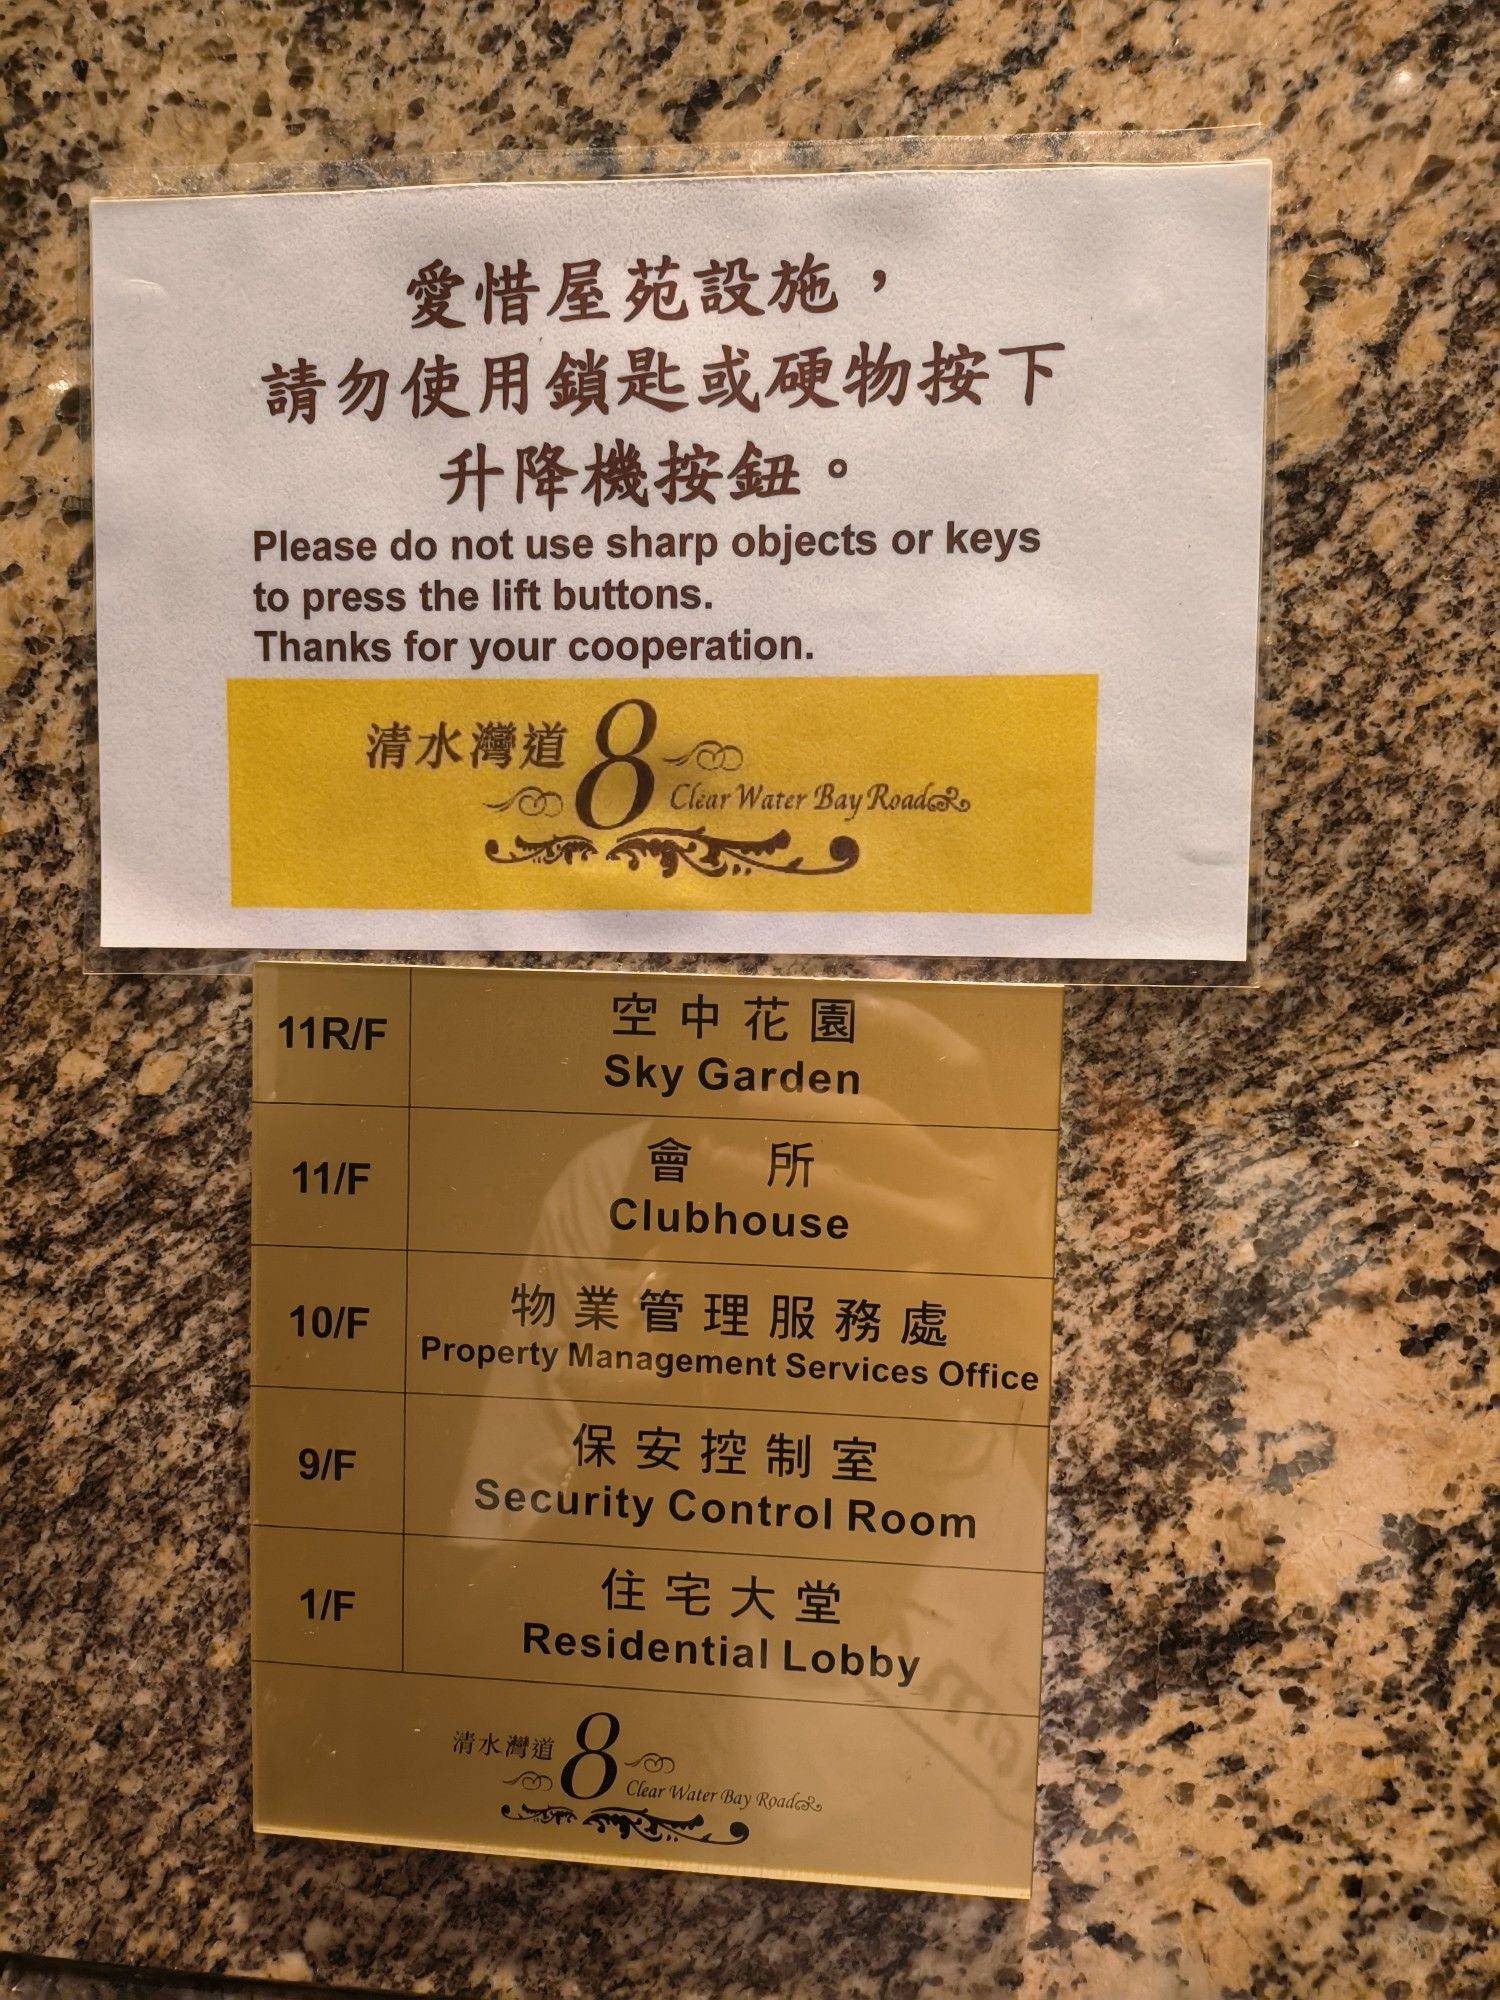 愛惜屋苑設施，
請勿使用鎖匙或硬物按下
升降機按鈕。
Please do not use sharp objects or keys
to press the lift buttons.
Thanks for your cooperation.
清水灣道 8
Clear Water Bay Road
11R/F 空中花園
Sky Garden
11/F 會所
Clubhouse
10/F 物業管理服務處
Property Management Services Office
9/F 保安控制室
Security Control Room
1/F 住宅大堂
Residential Lobby
清水灣道 8
Clear Water Bay Road